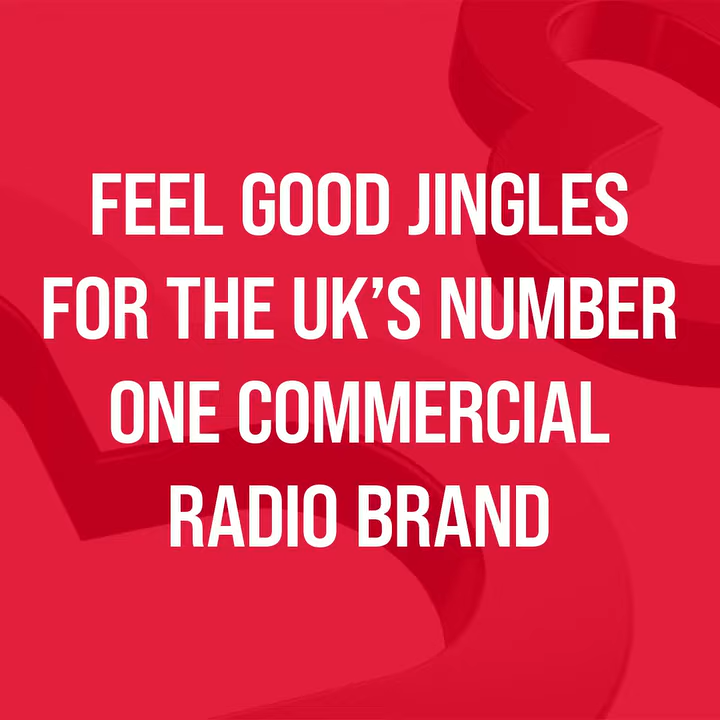 FEEL GOOD JINGLES
FOR THE UK’S NUMBER
ONE COMMERCIAL
RADIO BRAND